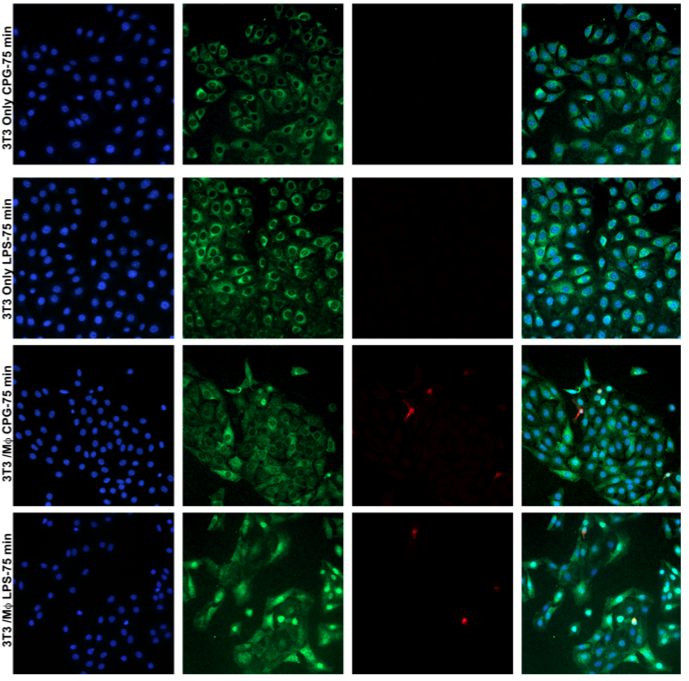 3T3 Only CPG-75 min
3T3 Only LPS-75 min
3T3 /Mϕ CPG-75 min
3T3 /Mϕ LPS-75 min